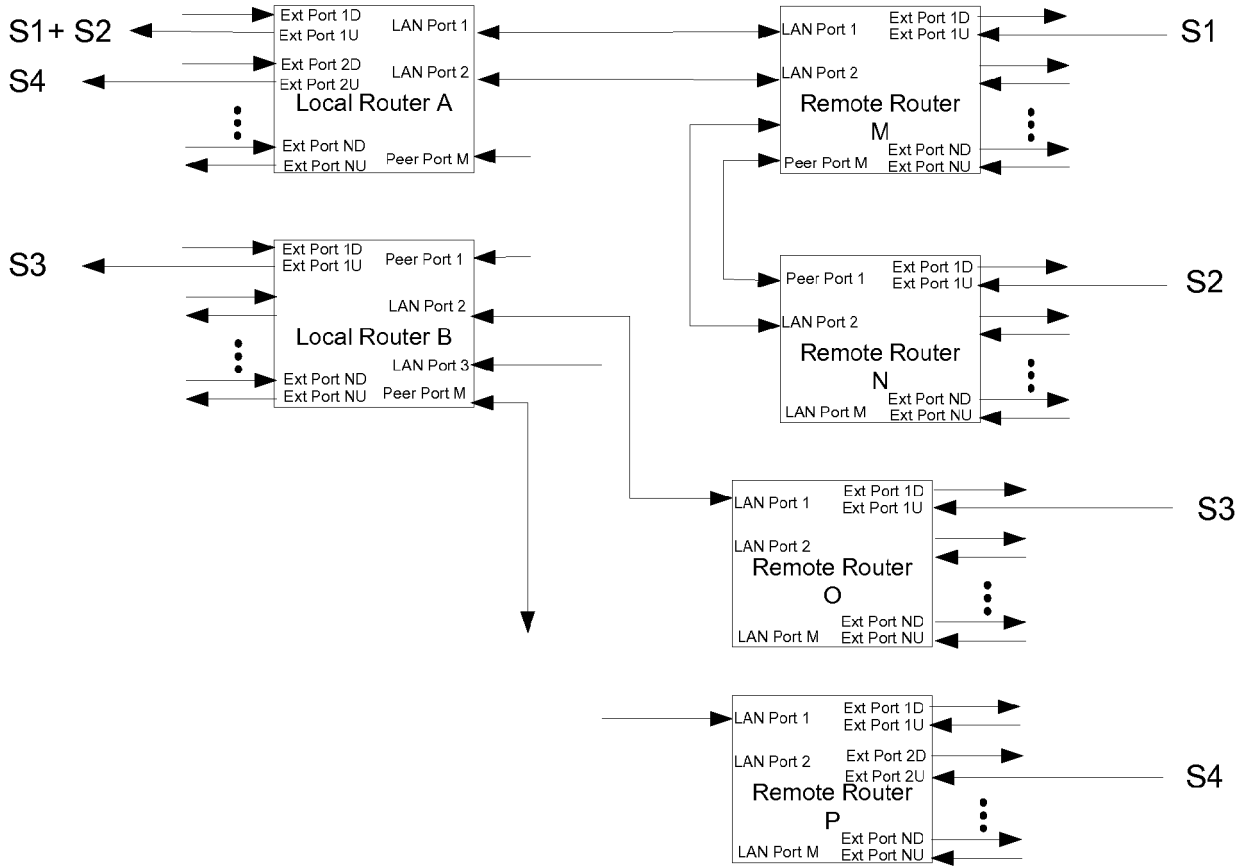 S1+ S2
S4
Ext Port 1D
Ext Port 1U
Ext Port 2D
Ext Port 2U
LAN Port 1
LAN Port 2
Local Router A
Ext Port ND
Ext Port NU
Peer Port M
LAN Port 1
LAN Port 2
Remote Router
M
Peer Port M
Ext Port 1D
Ext Port 1U
Ext Port ND
Ext Port NU
S1
S3
Ext Port 1D
Ext Port 1U
Peer Port 1
LAN Port 2
Local Router B
LAN Port 3
Ext Port ND
Ext Port NU
Peer Port M
Peer Port 1
LAN Port 2
Remote Router
N
LAN Port M
Ext Port 1D
Ext Port 1U
Ext Port ND
Ext Port NU
S2
LAN Port 1
LAN Port 2
Remote Router
O
LAN Port M
Ext Port 1D
Ext Port 1U
Ext Port ND
Ext Port NU
S3
LAN Port 1
LAN Port 2
Ext Port 1D
Ext Port 1U
Ext Port 2D
Ext Port 2U
Remote Router
P
LAN Port M
Ext Port ND
Ext Port NU
S4